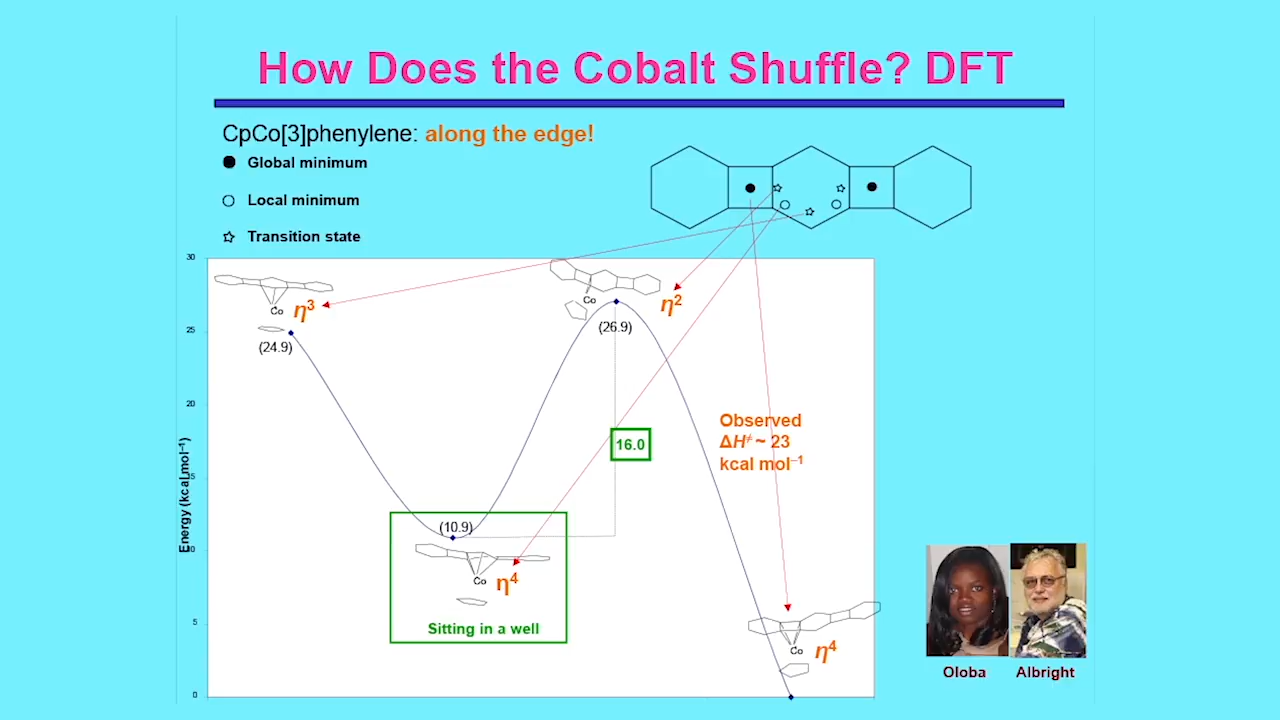 How Does the Cobalt Shuffle? DFT
CpCo[3]phenylene: along the edge!
Global minimum
Local minimum
Transition state
30
25
20
15
10
5
0
Energy (kcal mol⁻¹)
Co
η³
(24.9)
Co
η²
(26.9)
16.0
Observed
ΔH≠ ~ 23
kcal mol⁻¹
(10.9)
Co
η⁴
Sitting in a well
Co
η⁴
Oloba
Albright